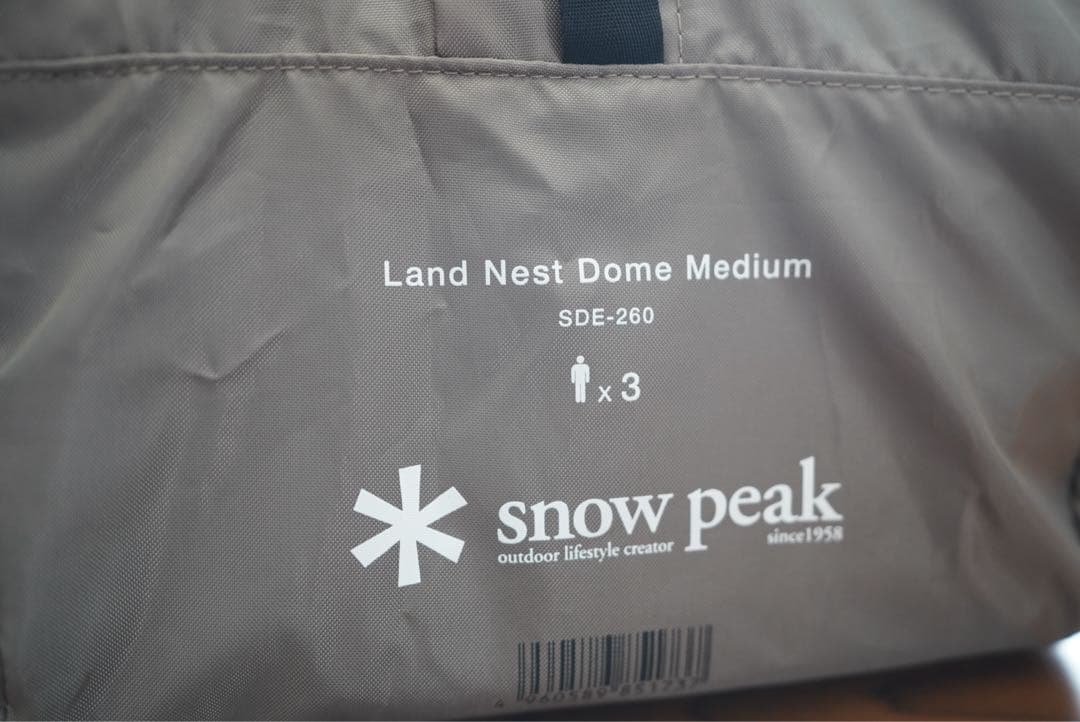 Land Nest Dome Medium
SDE-260
x 3
snow peak
outdoor lifestyle creator
since1958